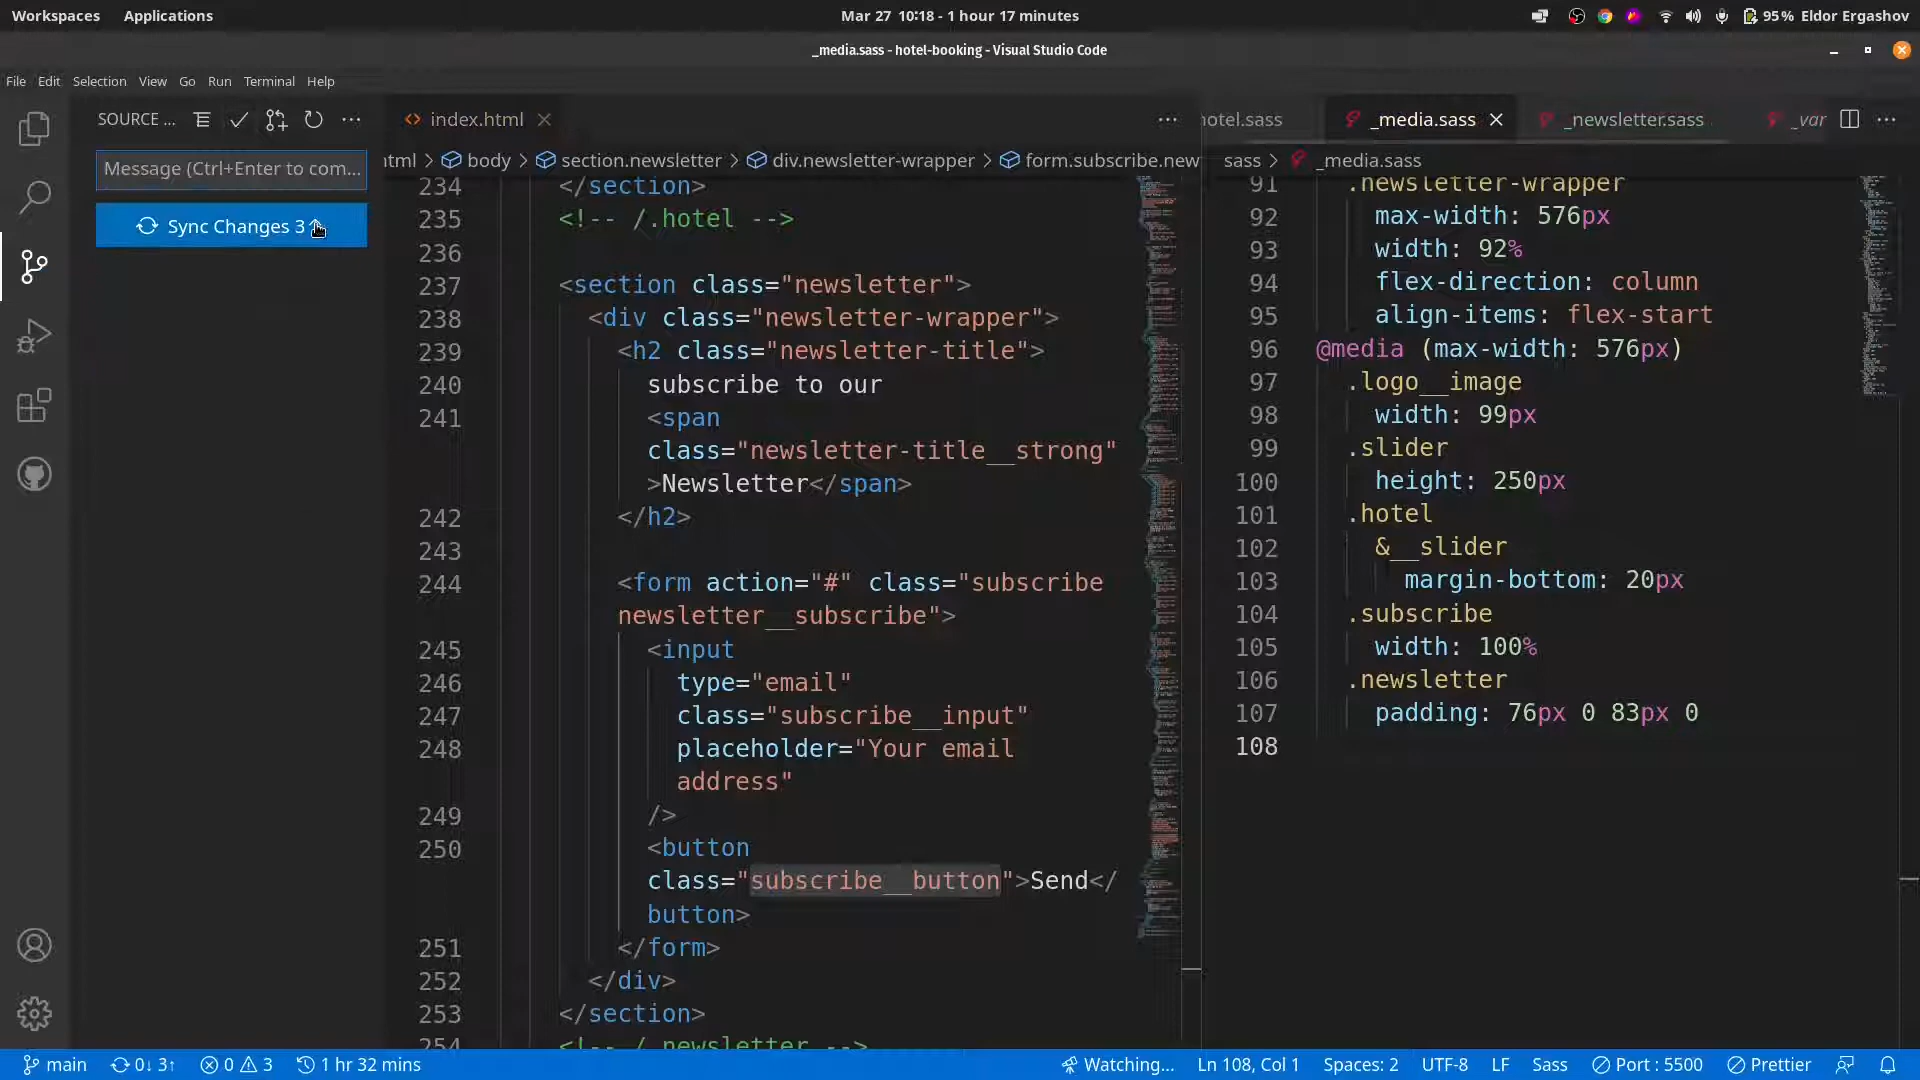 Workspaces Applications Mar 27 10:18 - 1 hour 17 minutes 95% Eldor Ergashov
_media.sass - hotel-booking - Visual Studio Code
File Edit Selection View Go Run Terminal Help
SOURCE ... index.html ... hotel.sass _media.sass _newsletter.sass _var ...
Message (Ctrl+Enter to com...
Sync Changes 3
html > body > section.newsletter > div.newsletter-wrapper > form.subscribe.new
234 </section>
235 <!-- /.hotel -->
236
237 <section class="newsletter">
238 <div class="newsletter-wrapper">
239 <h2 class="newsletter-title">
240 subscribe to our
241 <span
class="newsletter-title__strong"
>Newsletter</span>
242 </h2>
243
244 <form action="#" class="subscribe
newsletter__subscribe">
245 <input
246 type="email"
247 class="subscribe__input"
248 placeholder="Your email
address"
249 />
250 <button
class="subscribe__button">Send</
button>
251 </form>
252 </div>
253 </section>
254 <!-- /.newsletter -->
sass > _media.sass
91 .newsletter-wrapper
92 max-width: 576px
93 width: 92%
94 flex-direction: column
95 align-items: flex-start
96 @media (max-width: 576px)
97 .logo__image
98 width: 99px
99 .slider
100 height: 250px
101 .hotel
102 &__slider
103 margin-bottom: 20px
104 .subscribe
105 width: 100%
106 .newsletter
107 padding: 76px 0 83px 0
108
main 0↓ 3↑ 0 3 1 hr 32 mins Watching... Ln 108, Col 1 Spaces: 2 UTF-8 LF Sass Port : 5500 Prettier